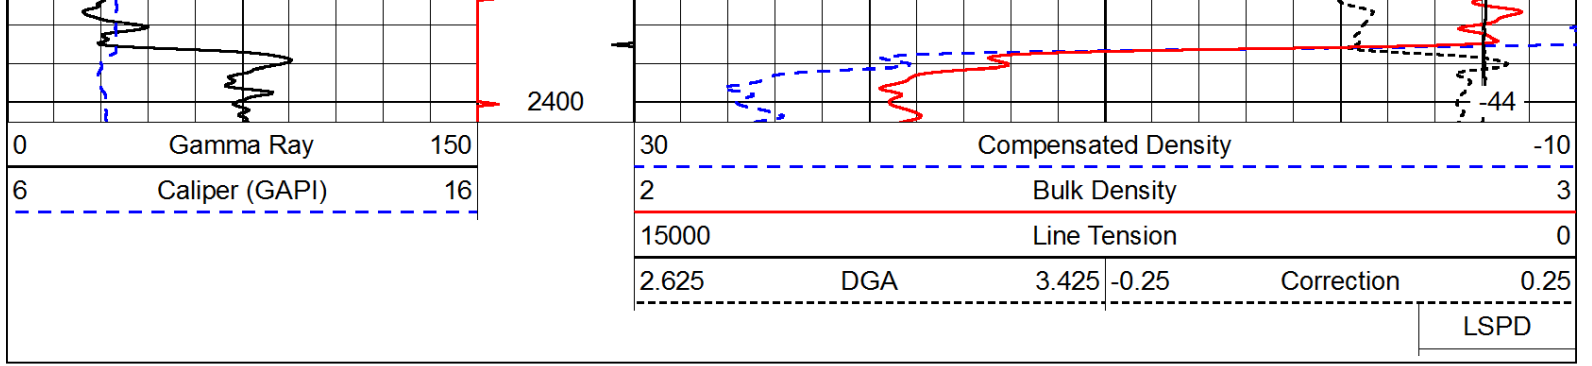 2400 -44
0 Gamma Ray 150 30 Compensated Density -10
6 Caliper (GAPI) 16 2 Bulk Density 3
15000 Line Tension 0
2.625 DGA 3.425 -0.25 Correction 0.25
LSPD